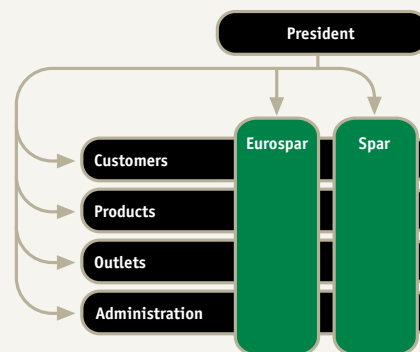 President
Eurospar
Spar
Customers
Products
Outlets
Administration